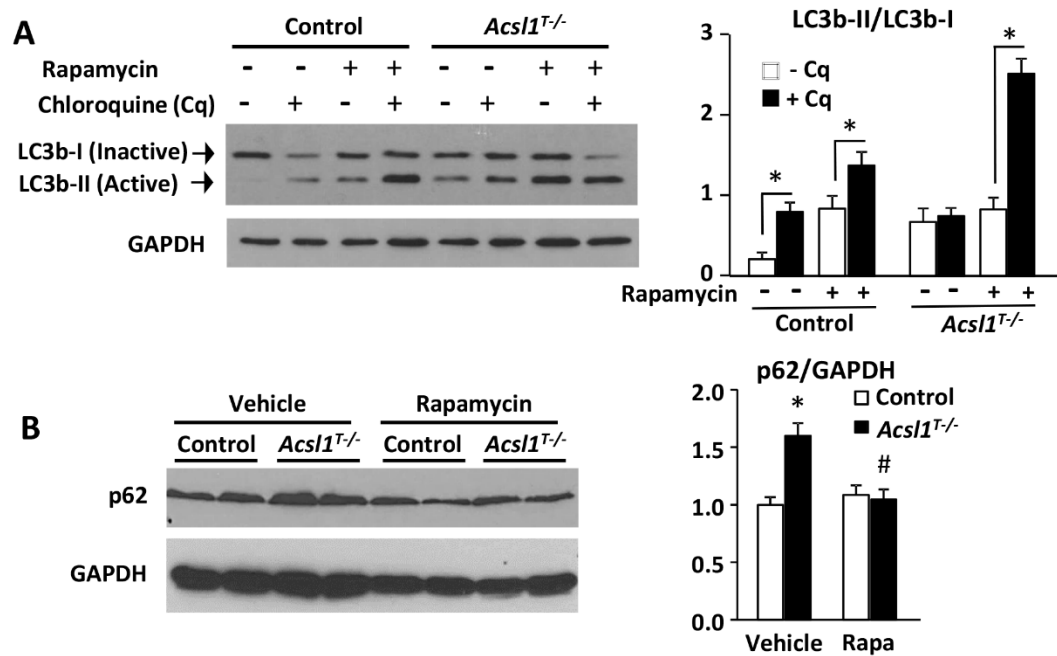 A
Control Acsl1T-/-
Rapamycin - - + + - - + +
Chloroquine (Cq) - + - + - + - +
LC3b-I (Inactive) →
LC3b-II (Active) →
GAPDH
LC3b-II/LC3b-I
3
2
1
0
- Cq
+ Cq
* * *
Rapamycin - - + + - - + +
Control Acsl1T-/-
B
Vehicle Rapamycin
Control Acsl1T-/- Control Acsl1T-/-
p62
GAPDH
p62/GAPDH
2.0
1.5
1.0
0.5
0.0
Control
Acsl1T-/-
* #
Vehicle Rapa